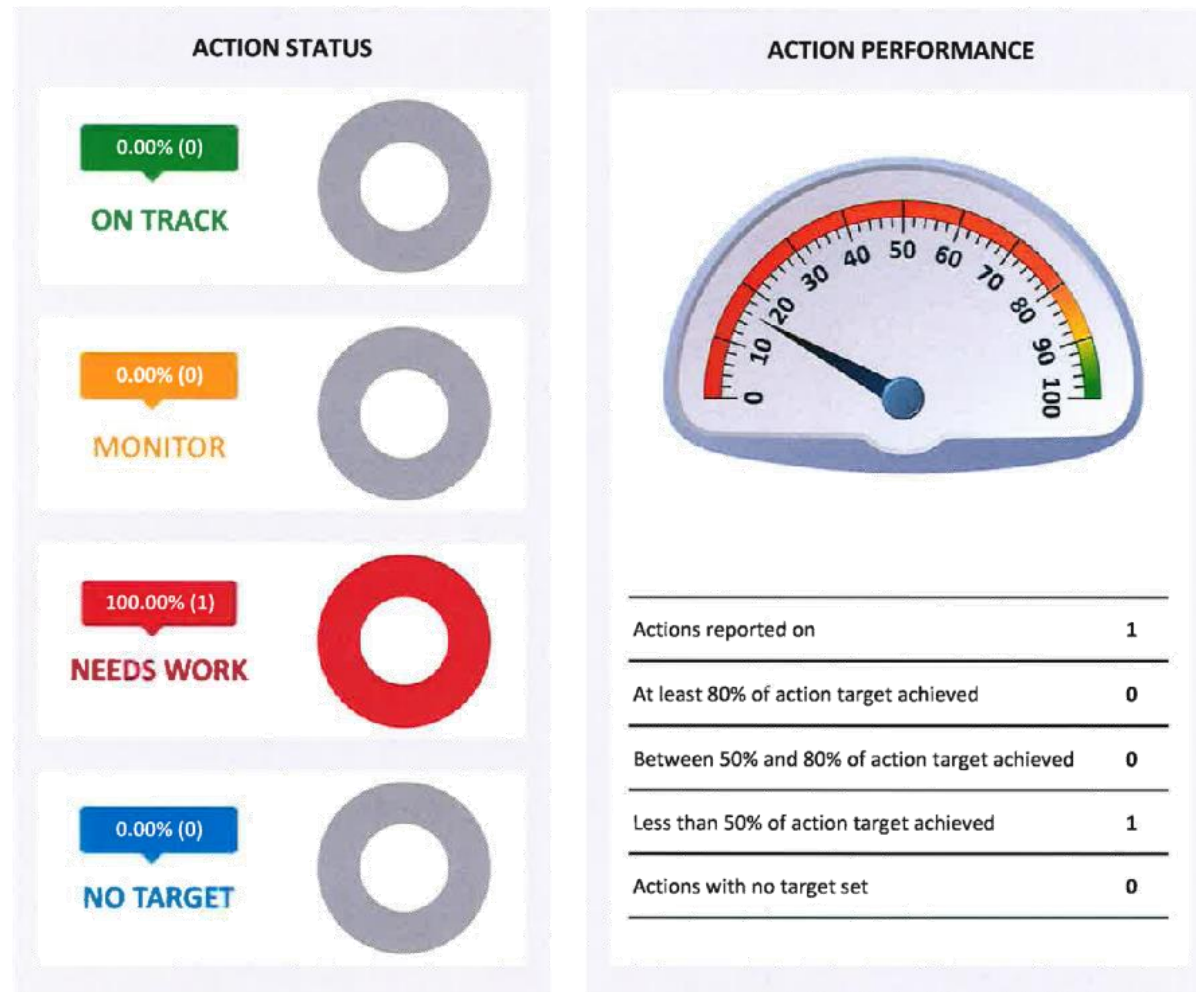 ACTION STATUS
0.00% (0)
ON TRACK
0.00% (0)
MONITOR
100.00% (1)
NEEDS WORK
0.00% (0)
NO TARGET
ACTION PERFORMANCE
0
10
20
30
40
50
60
70
80
90
100
Actions reported on 1
At least 80% of action target achieved 0
Between 50% and 80% of action target achieved 0
Less than 50% of action target achieved 1
Actions with no target set 0